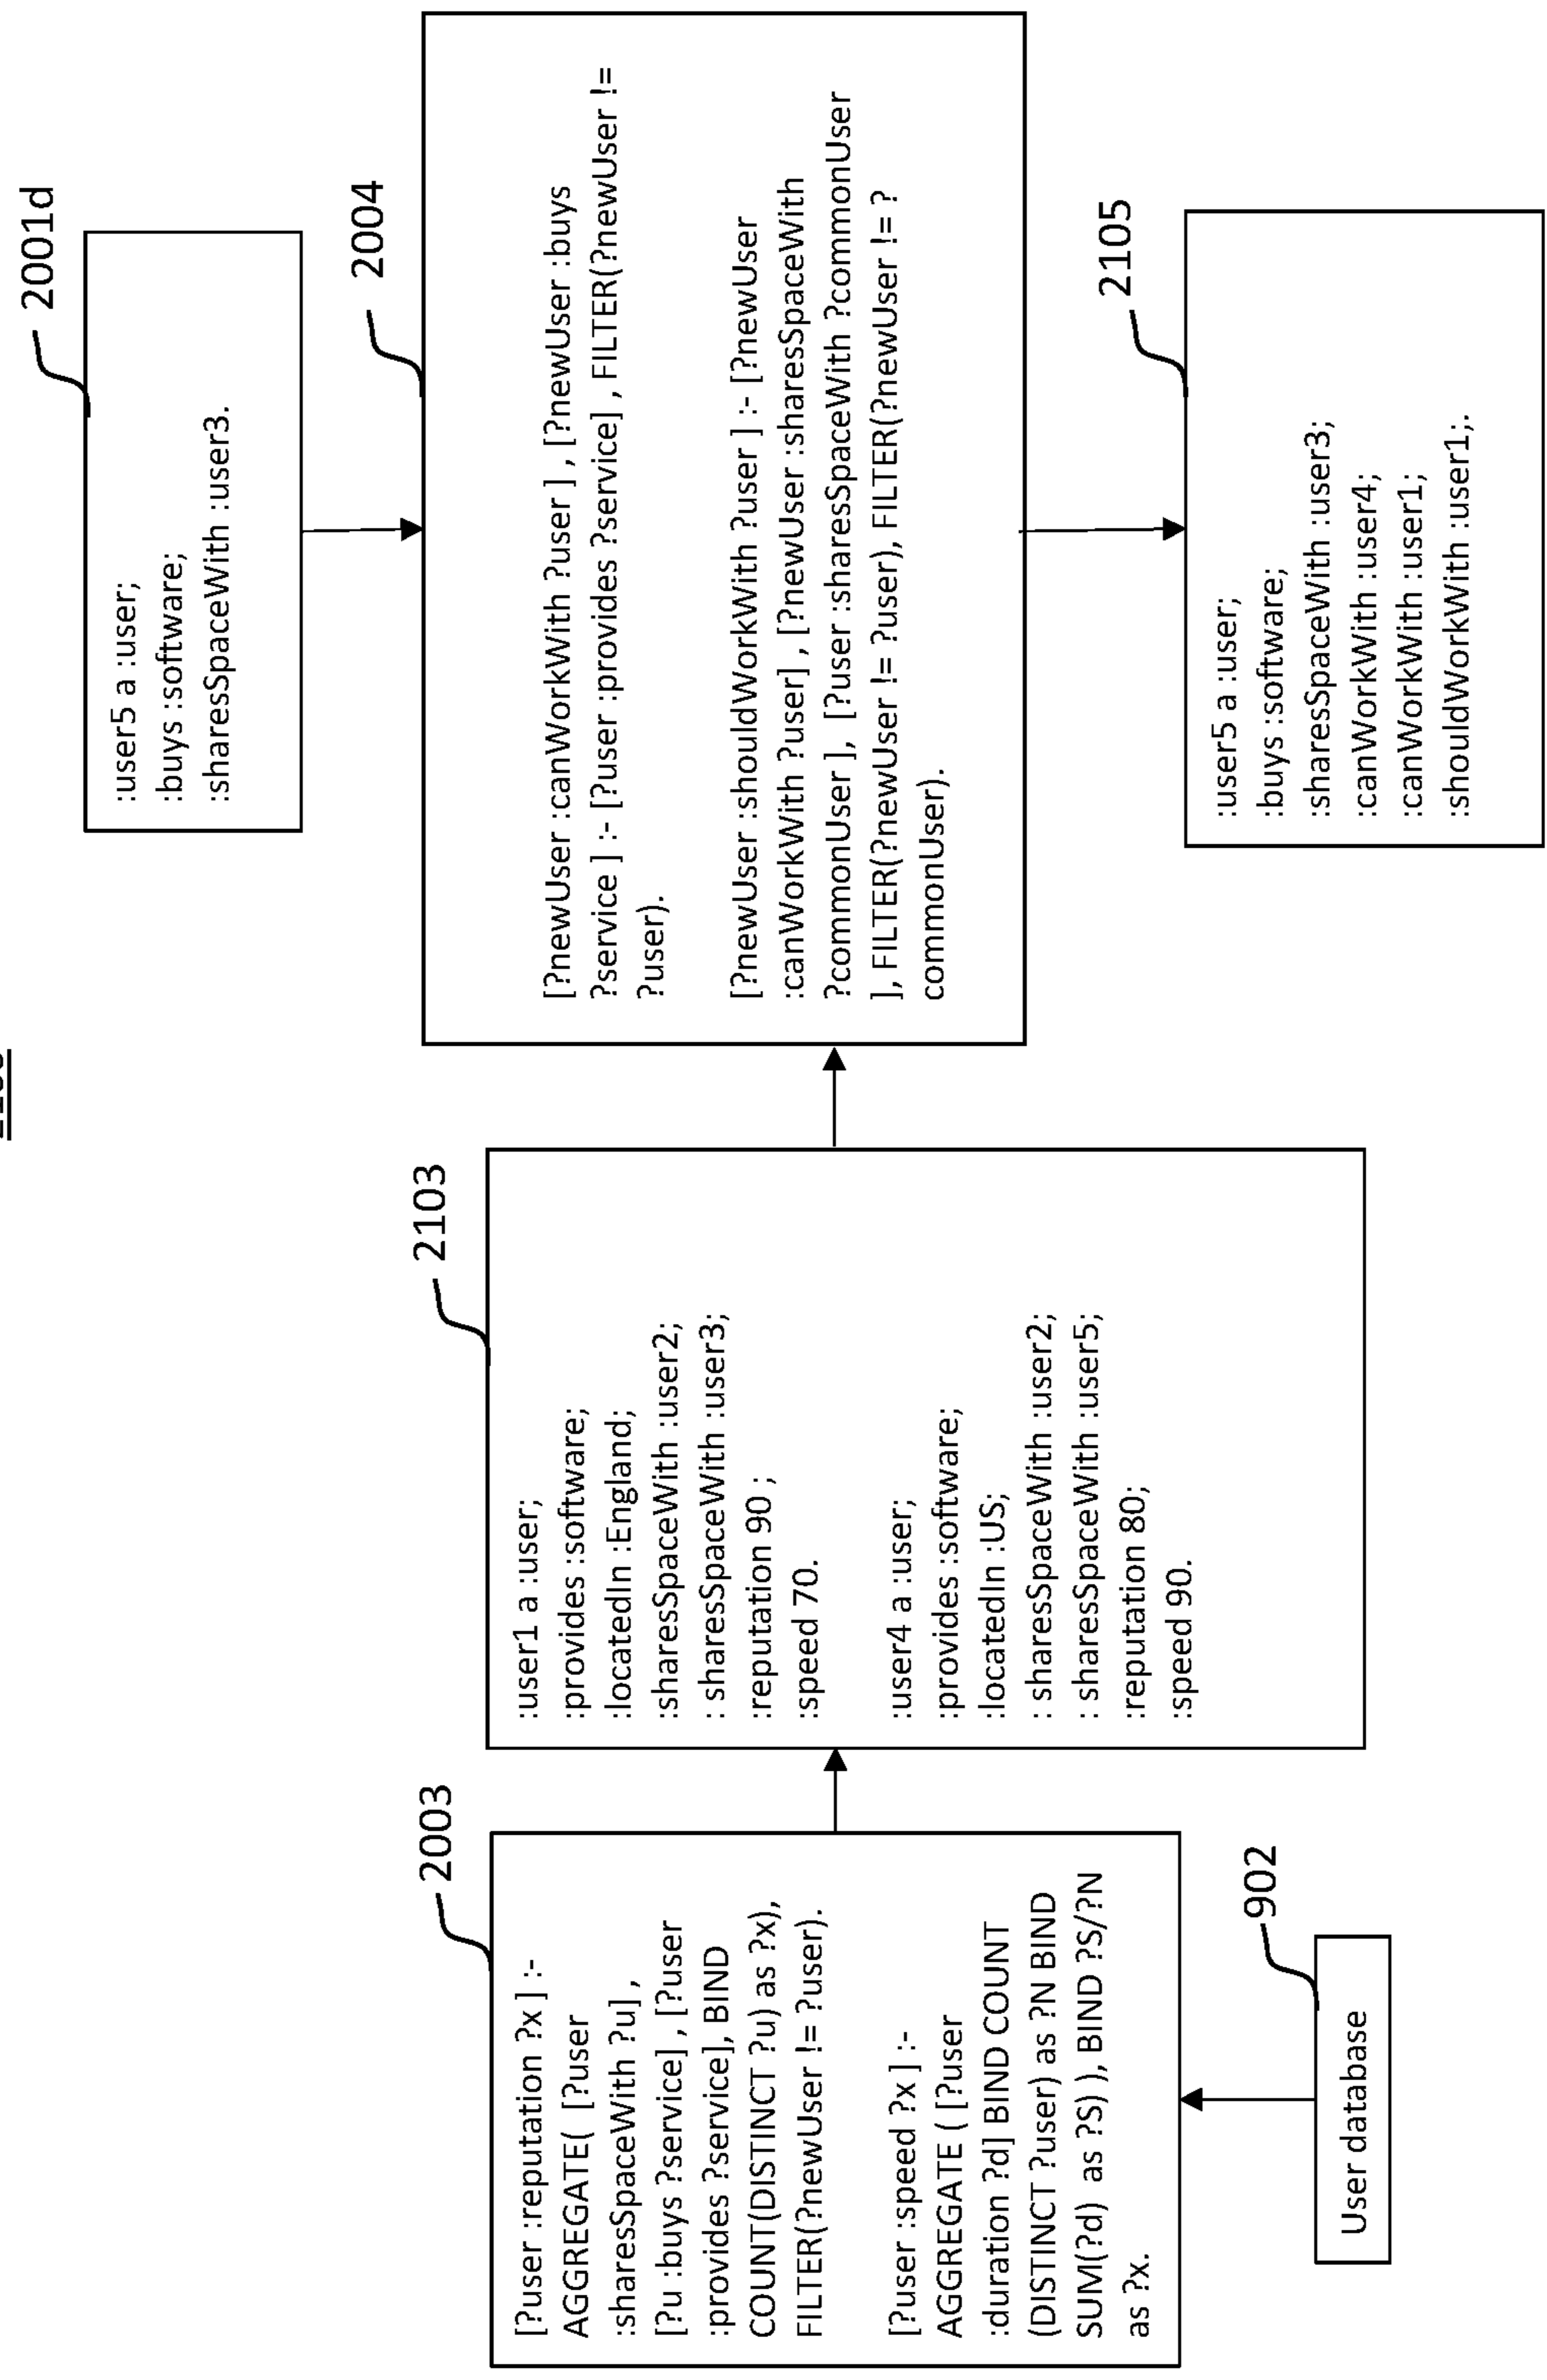 2001d
:user5 a :user;
:buys :software;
:sharesSpaceWith :user3.
2004
[?newUser :canWorkWith ?user ] , [?newUser :buys
?service ] :- [?user :provides ?service] , FILTER(?newUser !=
?user).
[?newUser :shouldWorkWith ?user ] :- [?newUser
:canWorkWith ?user] , [?newUser :sharesSpaceWith
?commonUser ], [?user :sharesSpaceWith ?commonUser
], FILTER(?newUser != ?user), FILTER(?newUser != ?
commonUser).
2105
:user5 a :user;
:buys :software;
:sharesSpaceWith :user3;
:canWorkWith :user4;
:canWorkWith :user1;
:shouldWorkWith :user1;.
2103
:user1 a :user;
:provides :software;
:locatedIn :England;
:sharesSpaceWith :user2;
: sharesSpaceWith :user3;
:reputation 90 ;
:speed 70.
:user4 a :user;
:provides :software;
:locatedIn :US;
: sharesSpaceWith :user2;
: sharesSpaceWith :user5;
:reputation 80;
:speed 90.
2003
[?user :reputation ?x ] :-
AGGREGATE( [?user
:sharesSpaceWith ?u] ,
[?u :buys ?service] , [?user
:provides ?service], BIND
COUNT(DISTINCT ?u) as ?x),
FILTER(?newUser != ?user).
[?user :speed ?x ] :-
AGGREGATE ( [?user
:duration ?d] BIND COUNT
(DISTINCT ?user) as ?N BIND
SUM(?d) as ?S) ), BIND ?S/?N
as ?x.
902
User database